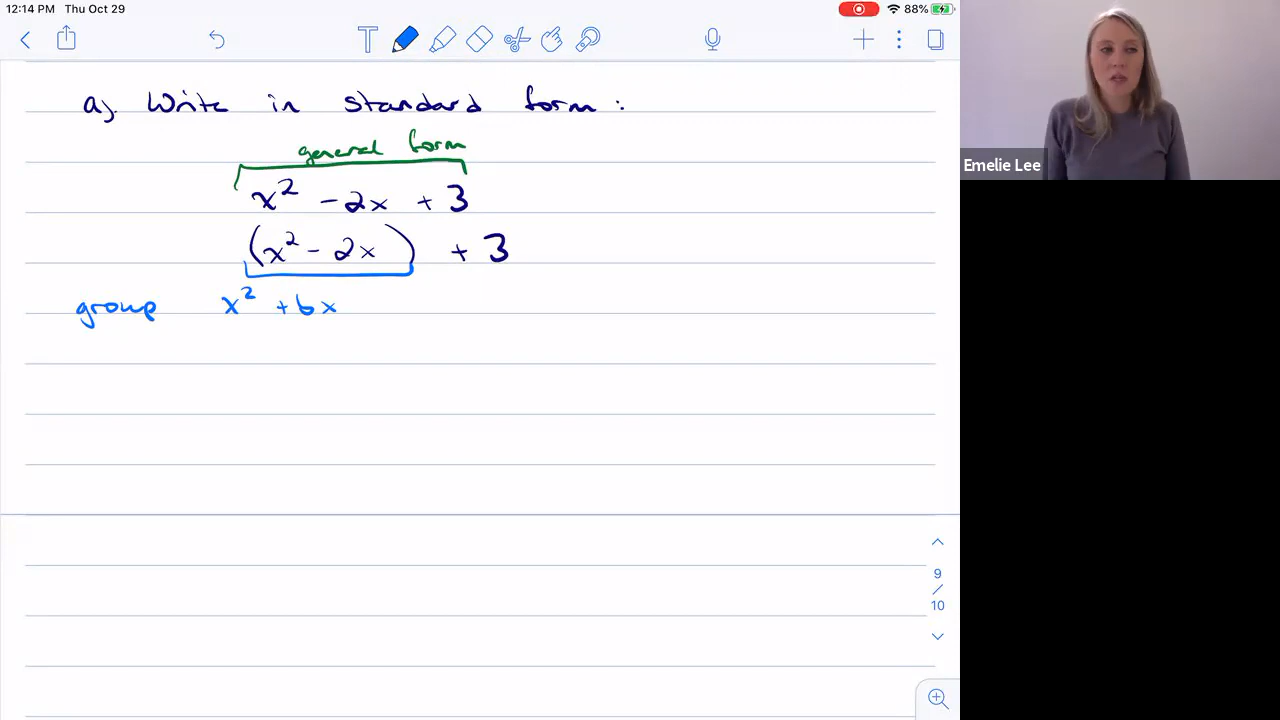 12:14 PM Thu Oct 29
88%
a). Write in standard form :
general form
x² - 2x + 3
(x² - 2x ) + 3
group x² + bx
9
/
10
Emelie Lee